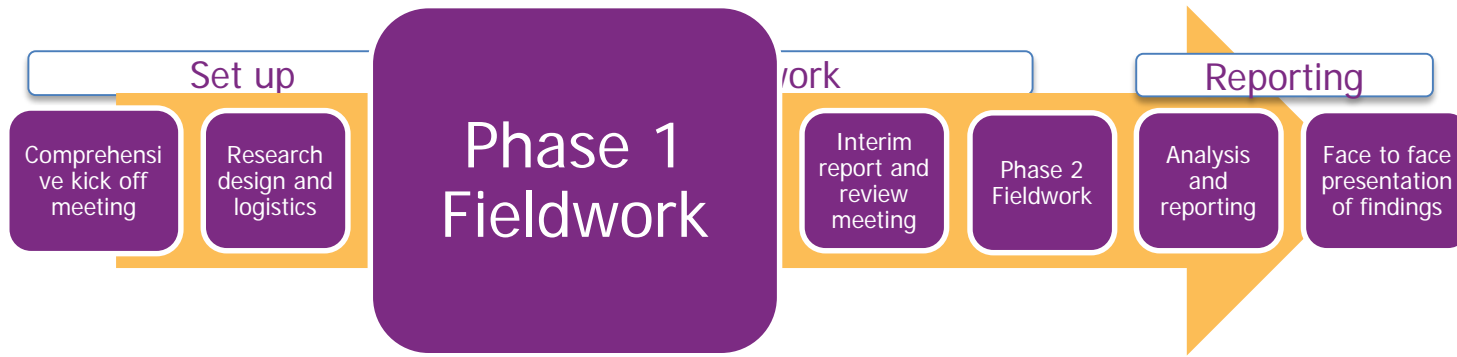 Set up
work
Reporting
Comprehensi
ve kick off
meeting
Research
design and
logistics
Phase 1
Fieldwork
Interim
report and
review
meeting
Phase 2
Fieldwork
Analysis
and
reporting
Face to face
presentation
of findings